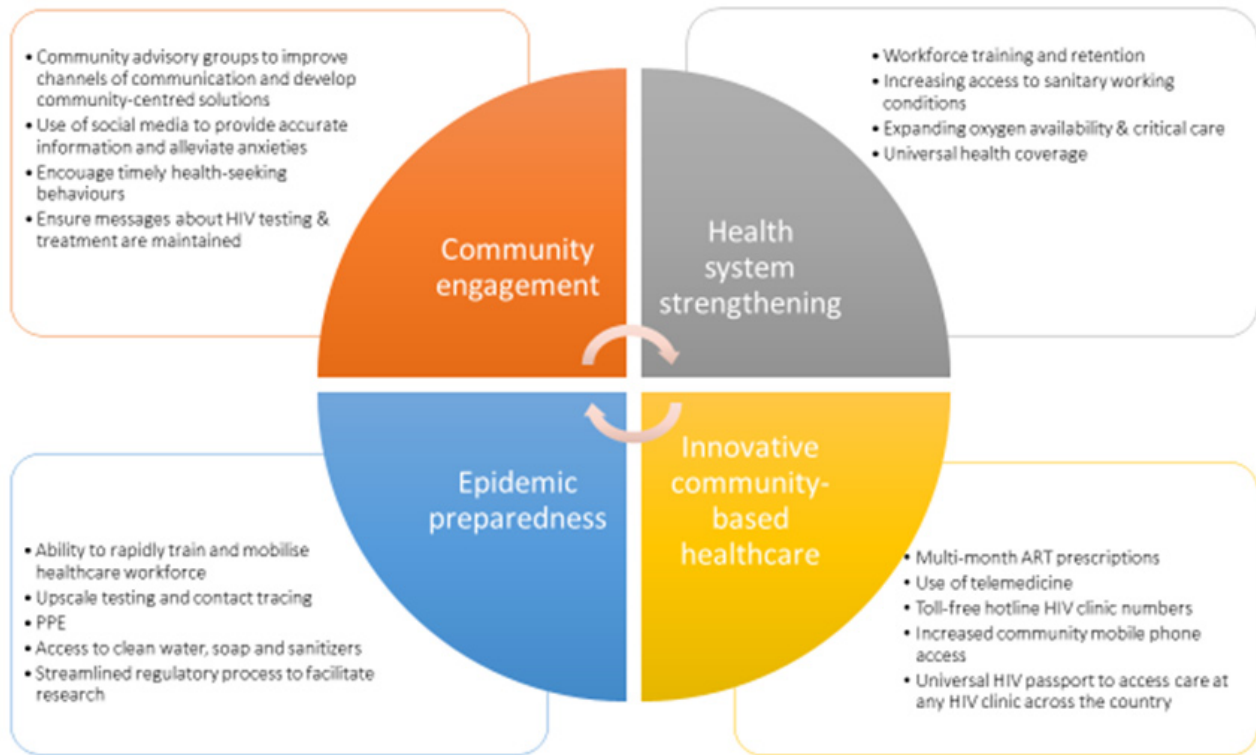 • Community advisory groups to improve
channels of communication and develop
community-centred solutions
• Use of social media to provide accurate
information and alleviate anxieties
• Encouage timely health-seeking
behaviours
• Ensure messages about HIV testing &
treatment are maintained
Community
engagement
• Workforce training and retention
• Increasing access to sanitary working
conditions
• Expanding oxygen availability & critical care
• Universal health coverage
Health
system
strengthening
Epidemic
preparedness
• Ability to rapidly train and mobilise
healthcare workforce
• Upscale testing and contact tracing
• PPE
• Access to clean water, soap and sanitizers
• Streamlined regulatory process to facilitate
research
Innovative
community-
based
healthcare
• Multi-month ART prescriptions
• Use of telemedicine
• Toll-free hotline HIV clinic numbers
• Increased community mobile phone
access
• Universal HIV passport to access care at
any HIV clinic across the country